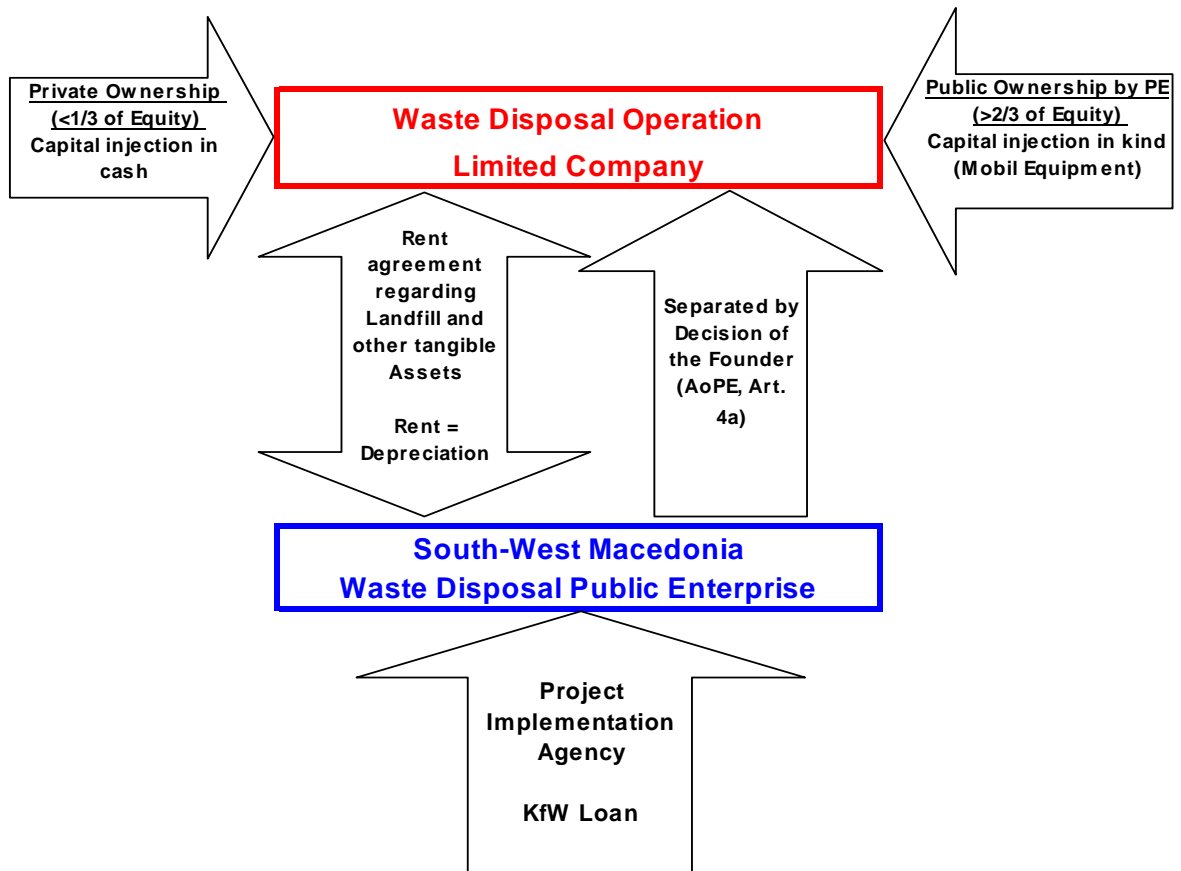 Private Ownership
(<1/3 of Equity)
Capital injection in
cash
Waste Disposal Operation
Limited Company
Public Ownership by PE
(>2/3 of Equity)
Capital injection in kind
(Mobil Equipment)
Rent
agreement
regarding
Landfill and
other tangible
Assets
Rent =
Depreciation
Separated by
Decision of
the Founder
(AoPE, Art.
4a)
South-West Macedonia
Waste Disposal Public Enterprise
Project
Implementation
Agency
KfW Loan